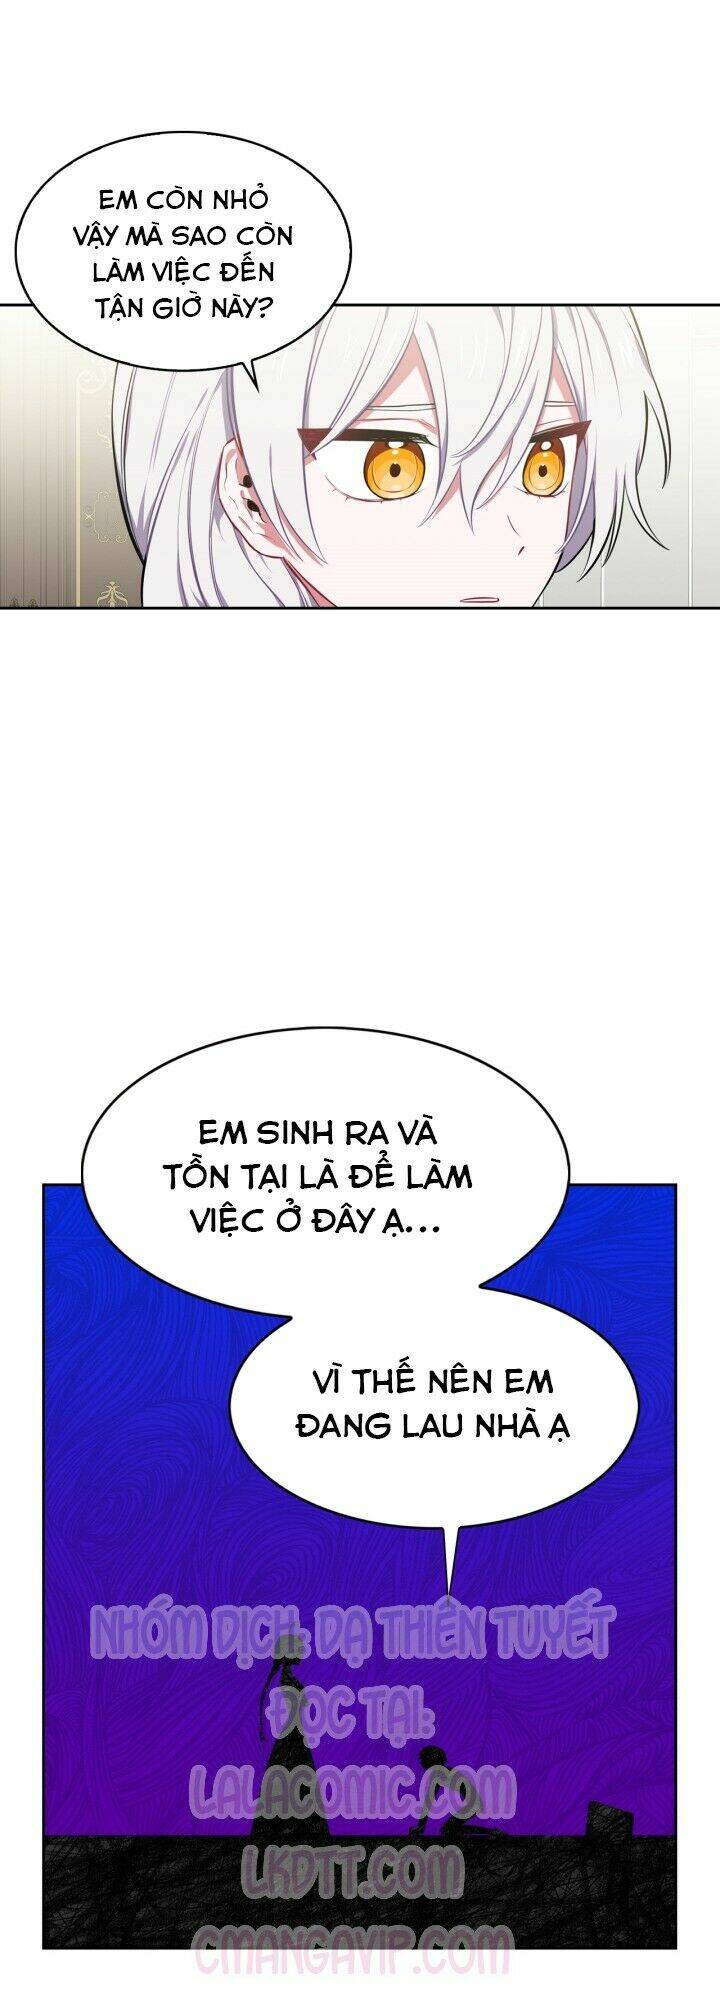 EM CÒN NHỎ
VẬY MÀ SAO CÒN
LÀM VIỆC ĐẾN
TẬN GIỜ NÀY?
EM SINH RA VÀ
TỒN TẠI LÀ ĐỂ LÀM
VIỆC Ở ĐÂY Ạ...
VÌ THẾ NÊN EM
ĐANG LAU NHÀ Ạ
NHÓM DỊCH: DẠ THIÊN TUYẾT
ĐỌC TẠI:
LALACOMIC.COM
LKDTT.COM
CMANGAVIP.COM